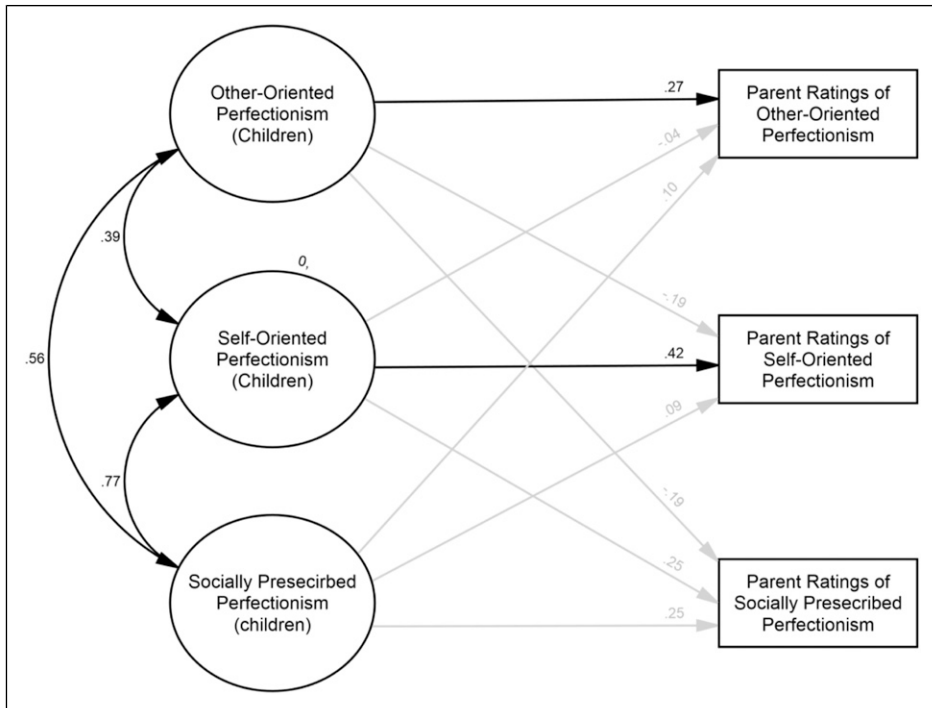 Other-Oriented
Perfectionism
(Children)
.27
Parent Ratings of
Other-Oriented
Perfectionism
-.04
.10
.39
0,
-.19
Self-Oriented
Perfectionism
(Children)
.42
Parent Ratings of
Self-Oriented
Perfectionism
.56
.09
.77
-.19
.25
Socially Presecirbed
Perfectionism
(children)
.25
Parent Ratings of
Socially Presecribed
Perfectionism